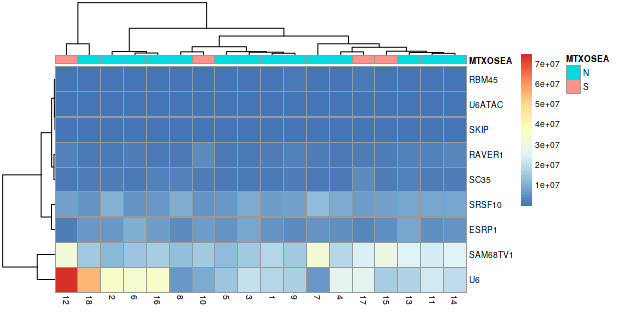 MTXOSEA
MTXOSEA
N
S
7e+07
6e+07
5e+07
4e+07
3e+07
2e+07
1e+07
RBM45
U6ATAC
SKIP
RAVER1
SC35
SRSF10
ESRP1
SAM68TV1
U6
12 18 2 6 16 8 10 5 3 1 9 7 4 17 15 13 11 14